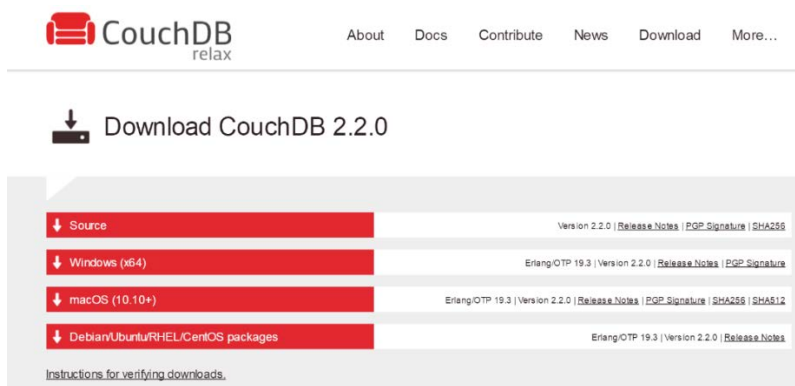 CouchDB
relax
About Docs Contribute News Download More...
Download CouchDB 2.2.0
Source Version 2.2.0 | Release Notes | PGP Signature | SHA256
Windows (x64) Erlang/OTP 19.3 | Version 2.2.0 | Release Notes | PGP Signature
macOS (10.10+) Erlang/OTP 19.3 | Version 2.2.0 | Release Notes | PGP Signature | SHA256 | SHA512
Debian/Ubuntu/RHEL/CentOS packages Erlang/OTP 19.3 | Version 2.2.0 | Release Notes
Instructions for verifying downloads.